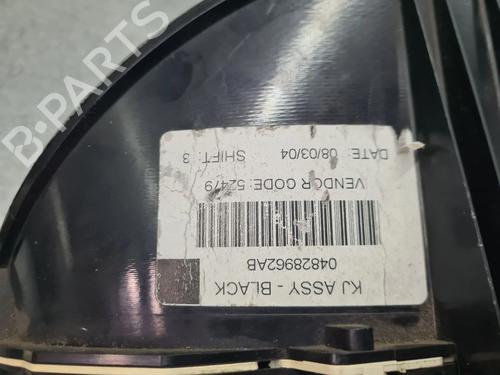 KJ ASSY - BLACK
04828962AB
VENDOR CODE: 52479
DATE: 08/03/04 SHIFT: 3
B-PARTS